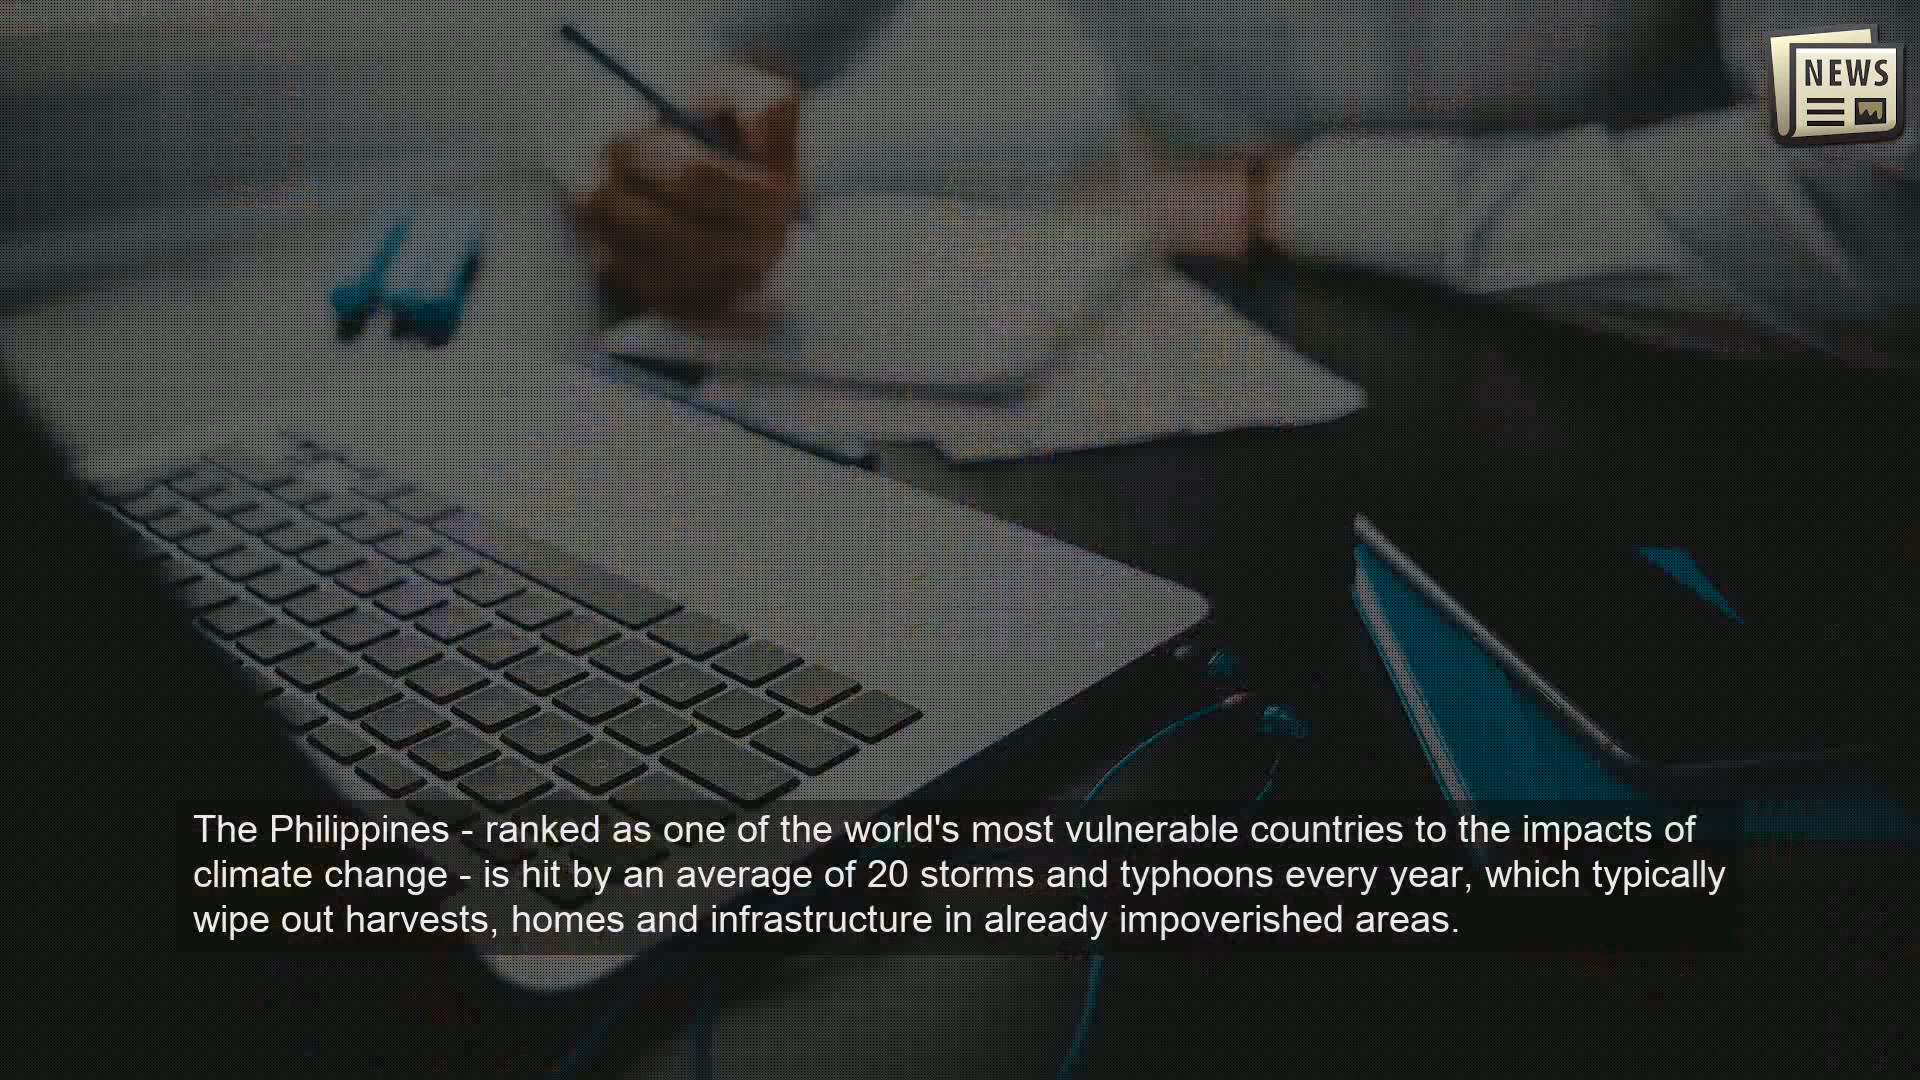 NEWS
The Philippines - ranked as one of the world's most vulnerable countries to the impacts of
climate change - is hit by an average of 20 storms and typhoons every year, which typically
wipe out harvests, homes and infrastructure in already impoverished areas.